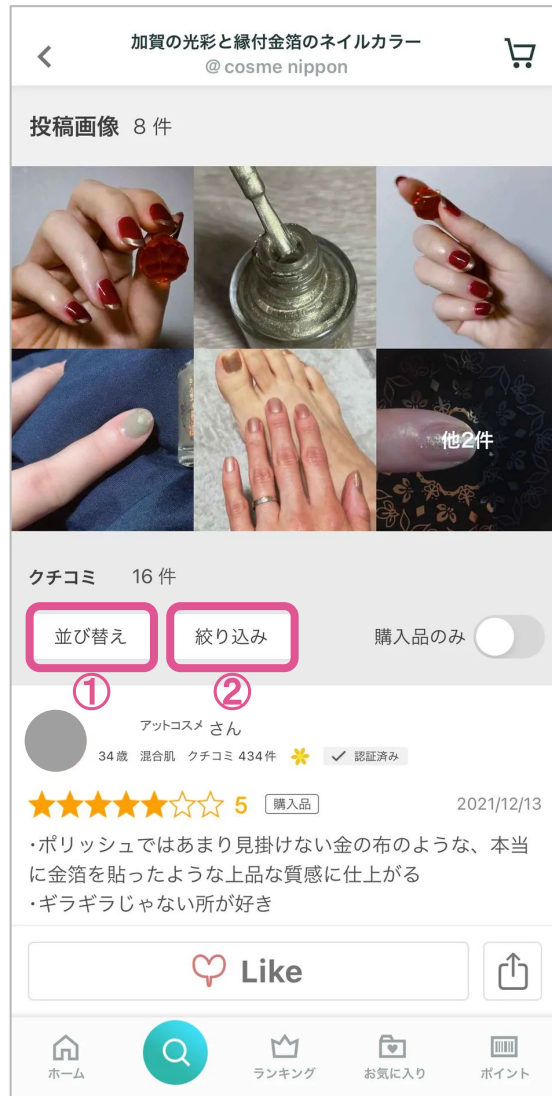 加賀の光彩と縁付金箔のネイルカラー
@cosme nippon
投稿画像 8 件
他2件
クチコミ 16 件
並び替え 絞り込み 購入品のみ
① ②
アットコスメ さん
34歳 混合肌 クチコミ 434件 認証済み
5 購入品 2021/12/13
・ポリッシュではあまり見掛けない金の布のような、本当
に金箔を貼ったような上品な質感に仕上がる
・ギラギラじゃない所が好き
Like
ホーム ランキング お気に入り ポイント